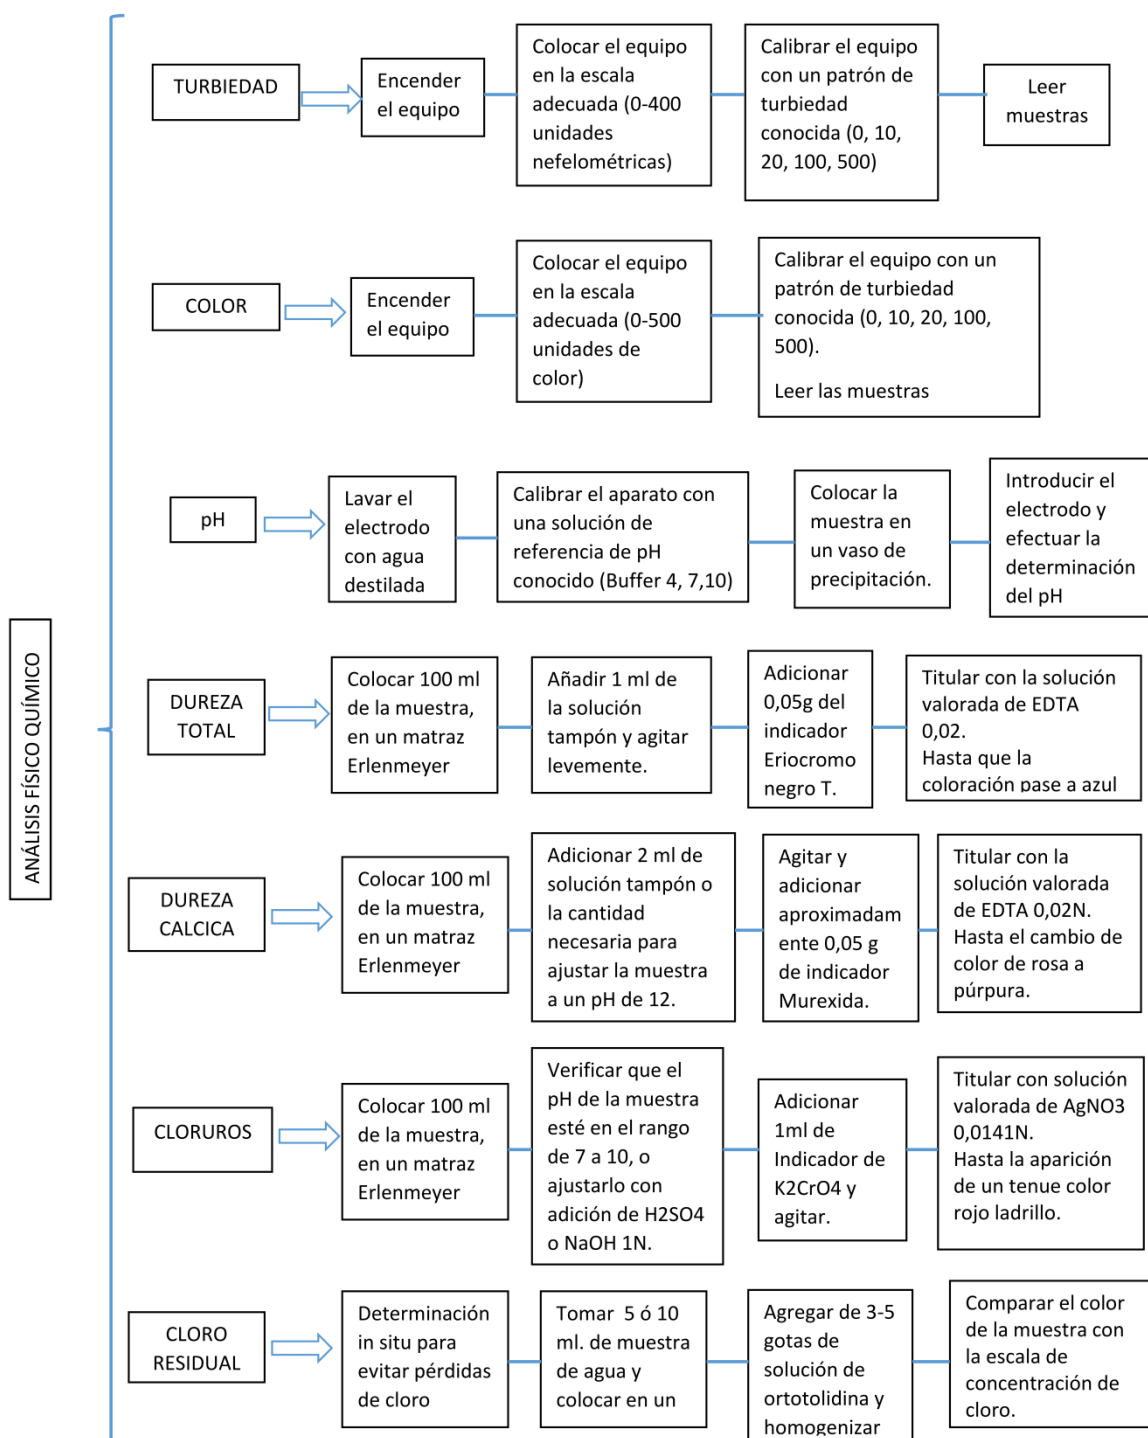 ANÁLISIS FÍSICO QUÍMICO
TURBIEDAD
Encender
el equipo
Colocar el equipo
en la escala
adecuada (0-400
unidades
nefelométricas)
Calibrar el equipo
con un patrón de
turbiedad
conocida (0, 10,
20, 100, 500)
Leer
muestras
COLOR
Encender
el equipo
Colocar el equipo
en la escala
adecuada (0-500
unidades de
color)
Calibrar el equipo con un
patrón de turbiedad
conocida (0, 10, 20, 100,
500).
Leer las muestras
pH
Lavar el
electrodo
con agua
destilada
Calibrar el aparato con
una solución de
referencia de pH
conocido (Buffer 4, 7,10)
Colocar la
muestra en
un vaso de
precipitación.
Introducir el
electrodo y
efectuar la
determinación
del pH
DUREZA
TOTAL
Colocar 100 ml
de la muestra,
en un matraz
Erlenmeyer
Añadir 1 ml de
la solución
tampón y agitar
levemente.
Adicionar
0,05g del
indicador
Eriocromo
negro T.
Titular con la solución
valorada de EDTA
0,02.
Hasta que la
coloración pase a azul
DUREZA
CALCICA
Colocar 100 ml
de la muestra,
en un matraz
Erlenmeyer
Adicionar 2 ml de
solución tampón o
la cantidad
necesaria para
ajustar la muestra
a un pH de 12.
Agitar y
adicionar
aproximadam
ente 0,05 g
de indicador
Murexida.
Titular con la
solución valorada
de EDTA 0,02N.
Hasta el cambio de
color de rosa a
púrpura.
CLORUROS
Colocar 100 ml
de la muestra,
en un matraz
Erlenmeyer
Verificar que el
pH de la muestra
esté en el rango
de 7 a 10, o
ajustarlo con
adición de H2SO4
o NaOH 1N.
Adicionar
1ml de
Indicador de
K2CrO4 y
agitar.
Titular con solución
valorada de AgNO3
0,0141N.
Hasta la aparición
de un tenue color
rojo ladrillo.
CLORO
RESIDUAL
Determinación
in situ para
evitar pérdidas
de cloro
Tomar 5 ó 10
ml. de muestra
de agua y
colocar en un
Agregar de 3-5
gotas de
solución de
ortotolidina y
homogenizar
Comparar el color
de la muestra con
la escala de
concentración de
cloro.